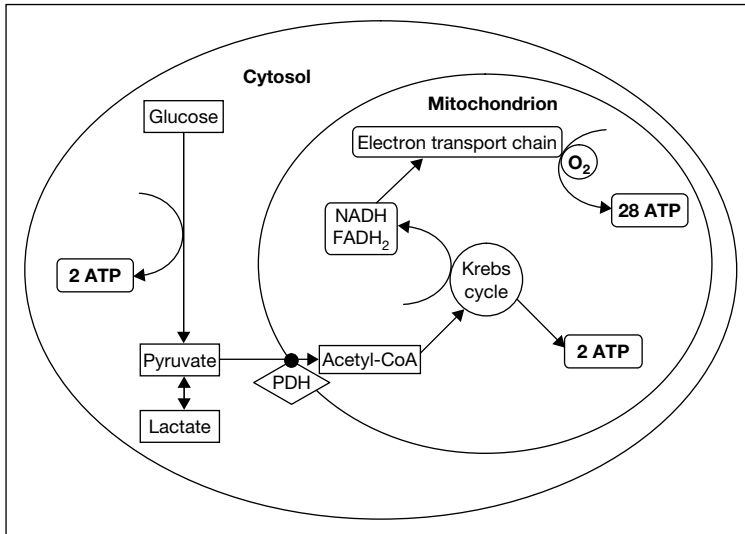 Cytosol
Mitochondrion
Glucose
Electron transport chain
O₂
28 ATP
NADH
FADH₂
2 ATP
Krebs
cycle
Pyruvate
Acetyl-CoA
2 ATP
PDH
Lactate